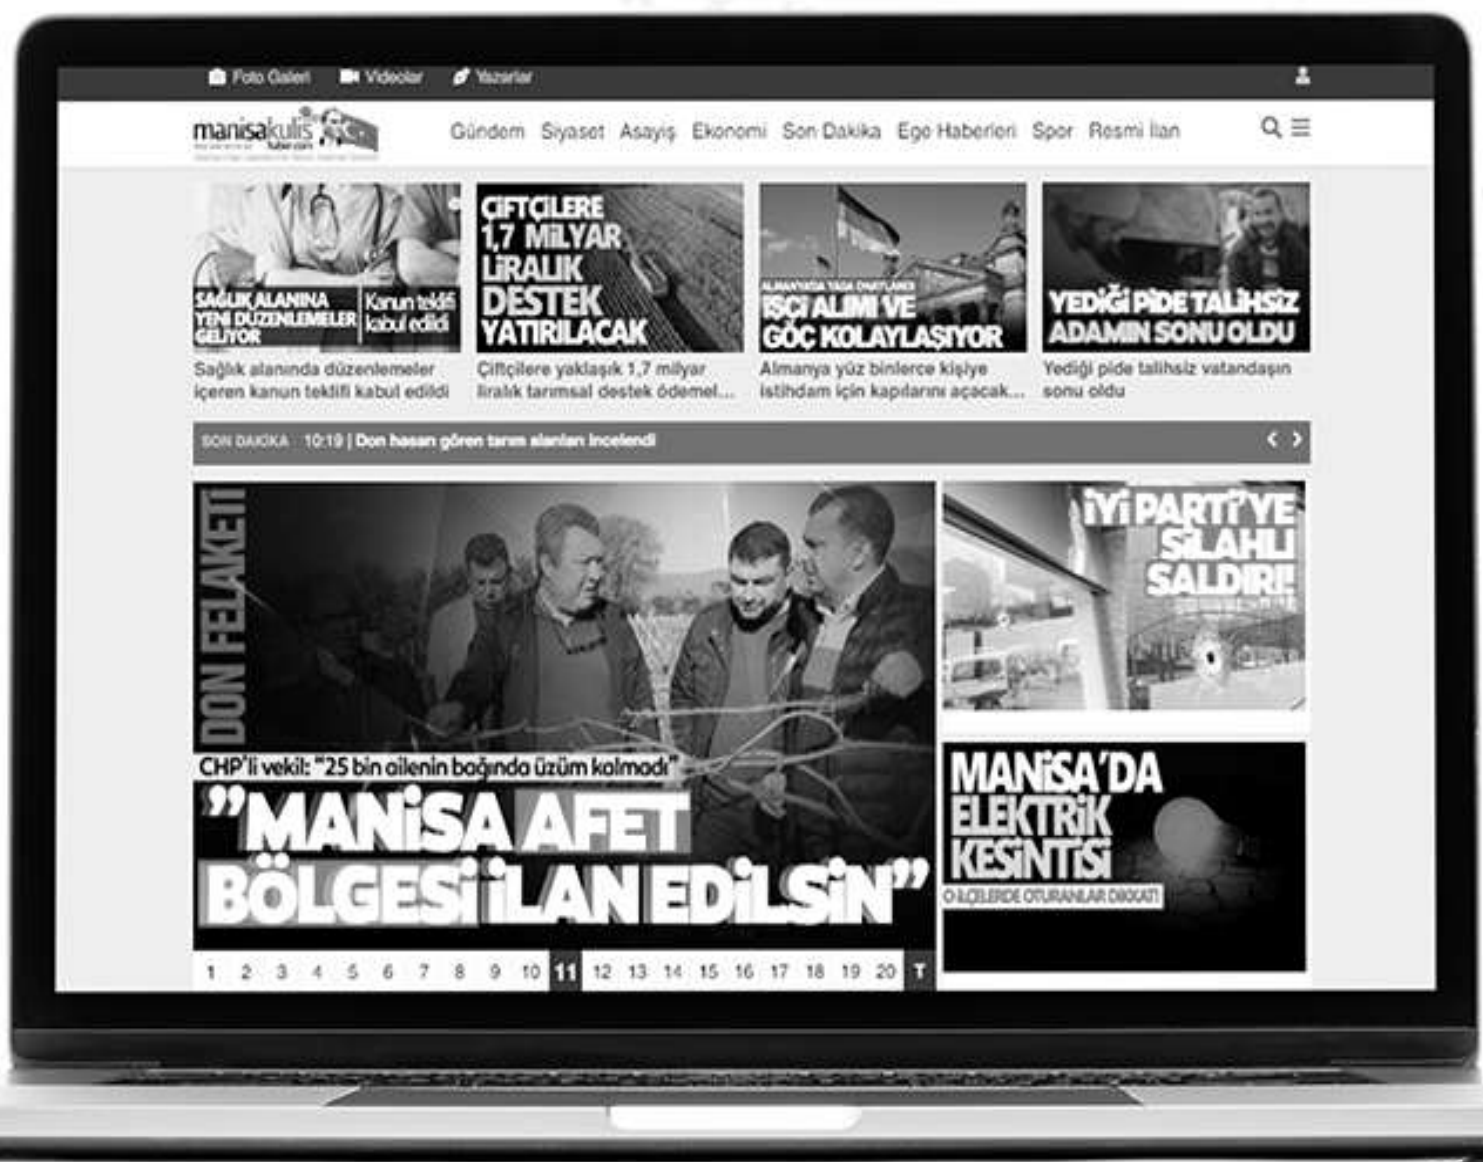 Foto Galeri Videolar Yazarlar
manisakulis
haber.com
Gündem Siyaset Asayiş Ekonomi Son Dakika Ege Haberleri Spor Resmi İlan
SAĞLIK ALANINA
YENİ DÜZENLEMELER
GELİYOR
Kanun teklifi
kabul edildi
Sağlık alanında düzenlemeler
içeren kanun teklifi kabul edildi
ÇİFTÇİLERE
1,7 MİLYAR
LİRALIK
DESTEK
YATIRILACAK
Çiftçilere yaklaşık 1,7 milyar
liralık tarımsal destek ödemel...
ALMANYA'DA YASA ONAYLANDI
İŞÇİ ALIMI VE
GÖÇ KOLAYLAŞIYOR
Almanya yüz binlerce kişiye
istihdam için kapılarını açacak...
YEDİĞİ PİDE TALİHSİZ
ADAMIN SONU OLDU
Yediği pide talihsiz vatandaşın
sonu oldu
SON DAKİKA 10:19 | Don hasarı gören tarım alanları incelendi
DON FELAKETİ
CHP'li vekil: "25 bin ailenin bağında üzüm kalmadı"
"MANİSA AFET
BÖLGESİ İLAN EDİLSİN"
1 2 3 4 5 6 7 8 9 10 11 12 13 14 15 16 17 18 19 20 T
İYİ PARTİ'YE
SİLAHLI
SALDIRI!
MANİSA'DA
ELEKTRİK
KESİNTİSİ
O İLÇELERDE OTURANLAR DİKKAT!